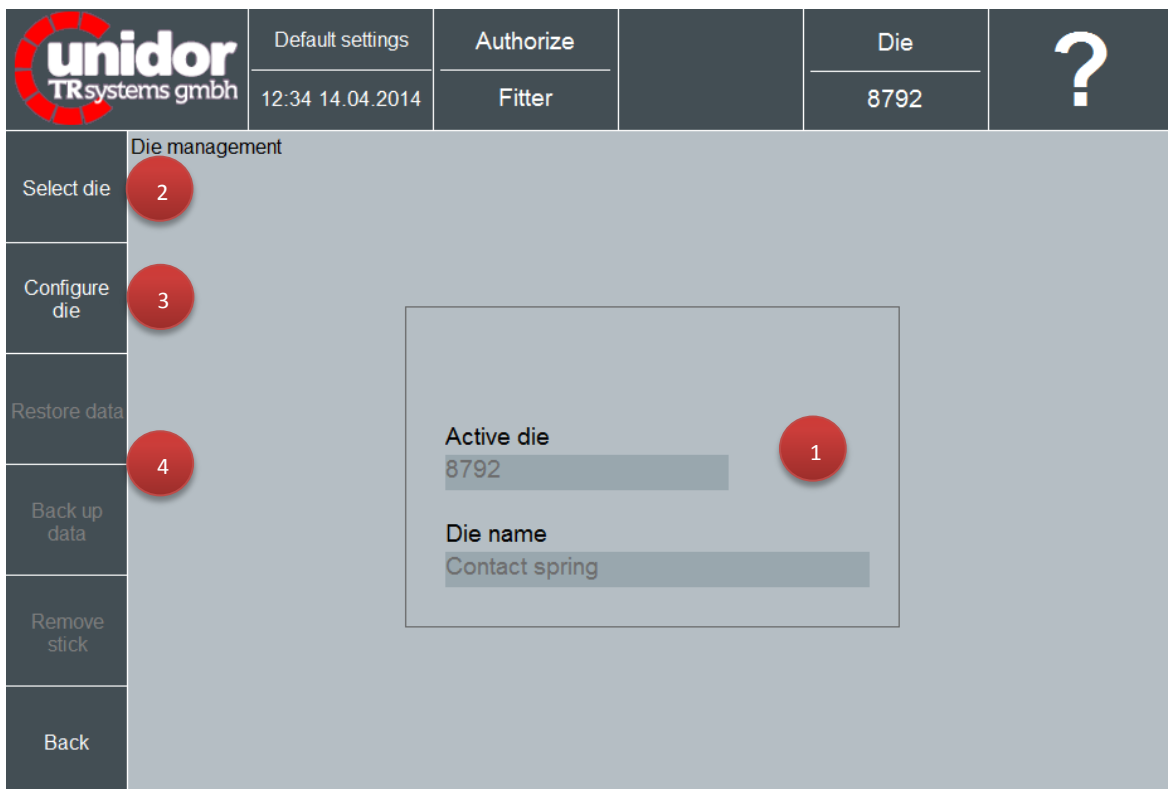 unidor
TRsystems gmbh
Default settings
12:34 14.04.2014
Authorize
Fitter
Die
8792
?
Die management
Select die
2
Configure
die
3
Restore data
4
Back up
data
Remove
stick
Back
Active die
8792
1
Die name
Contact spring